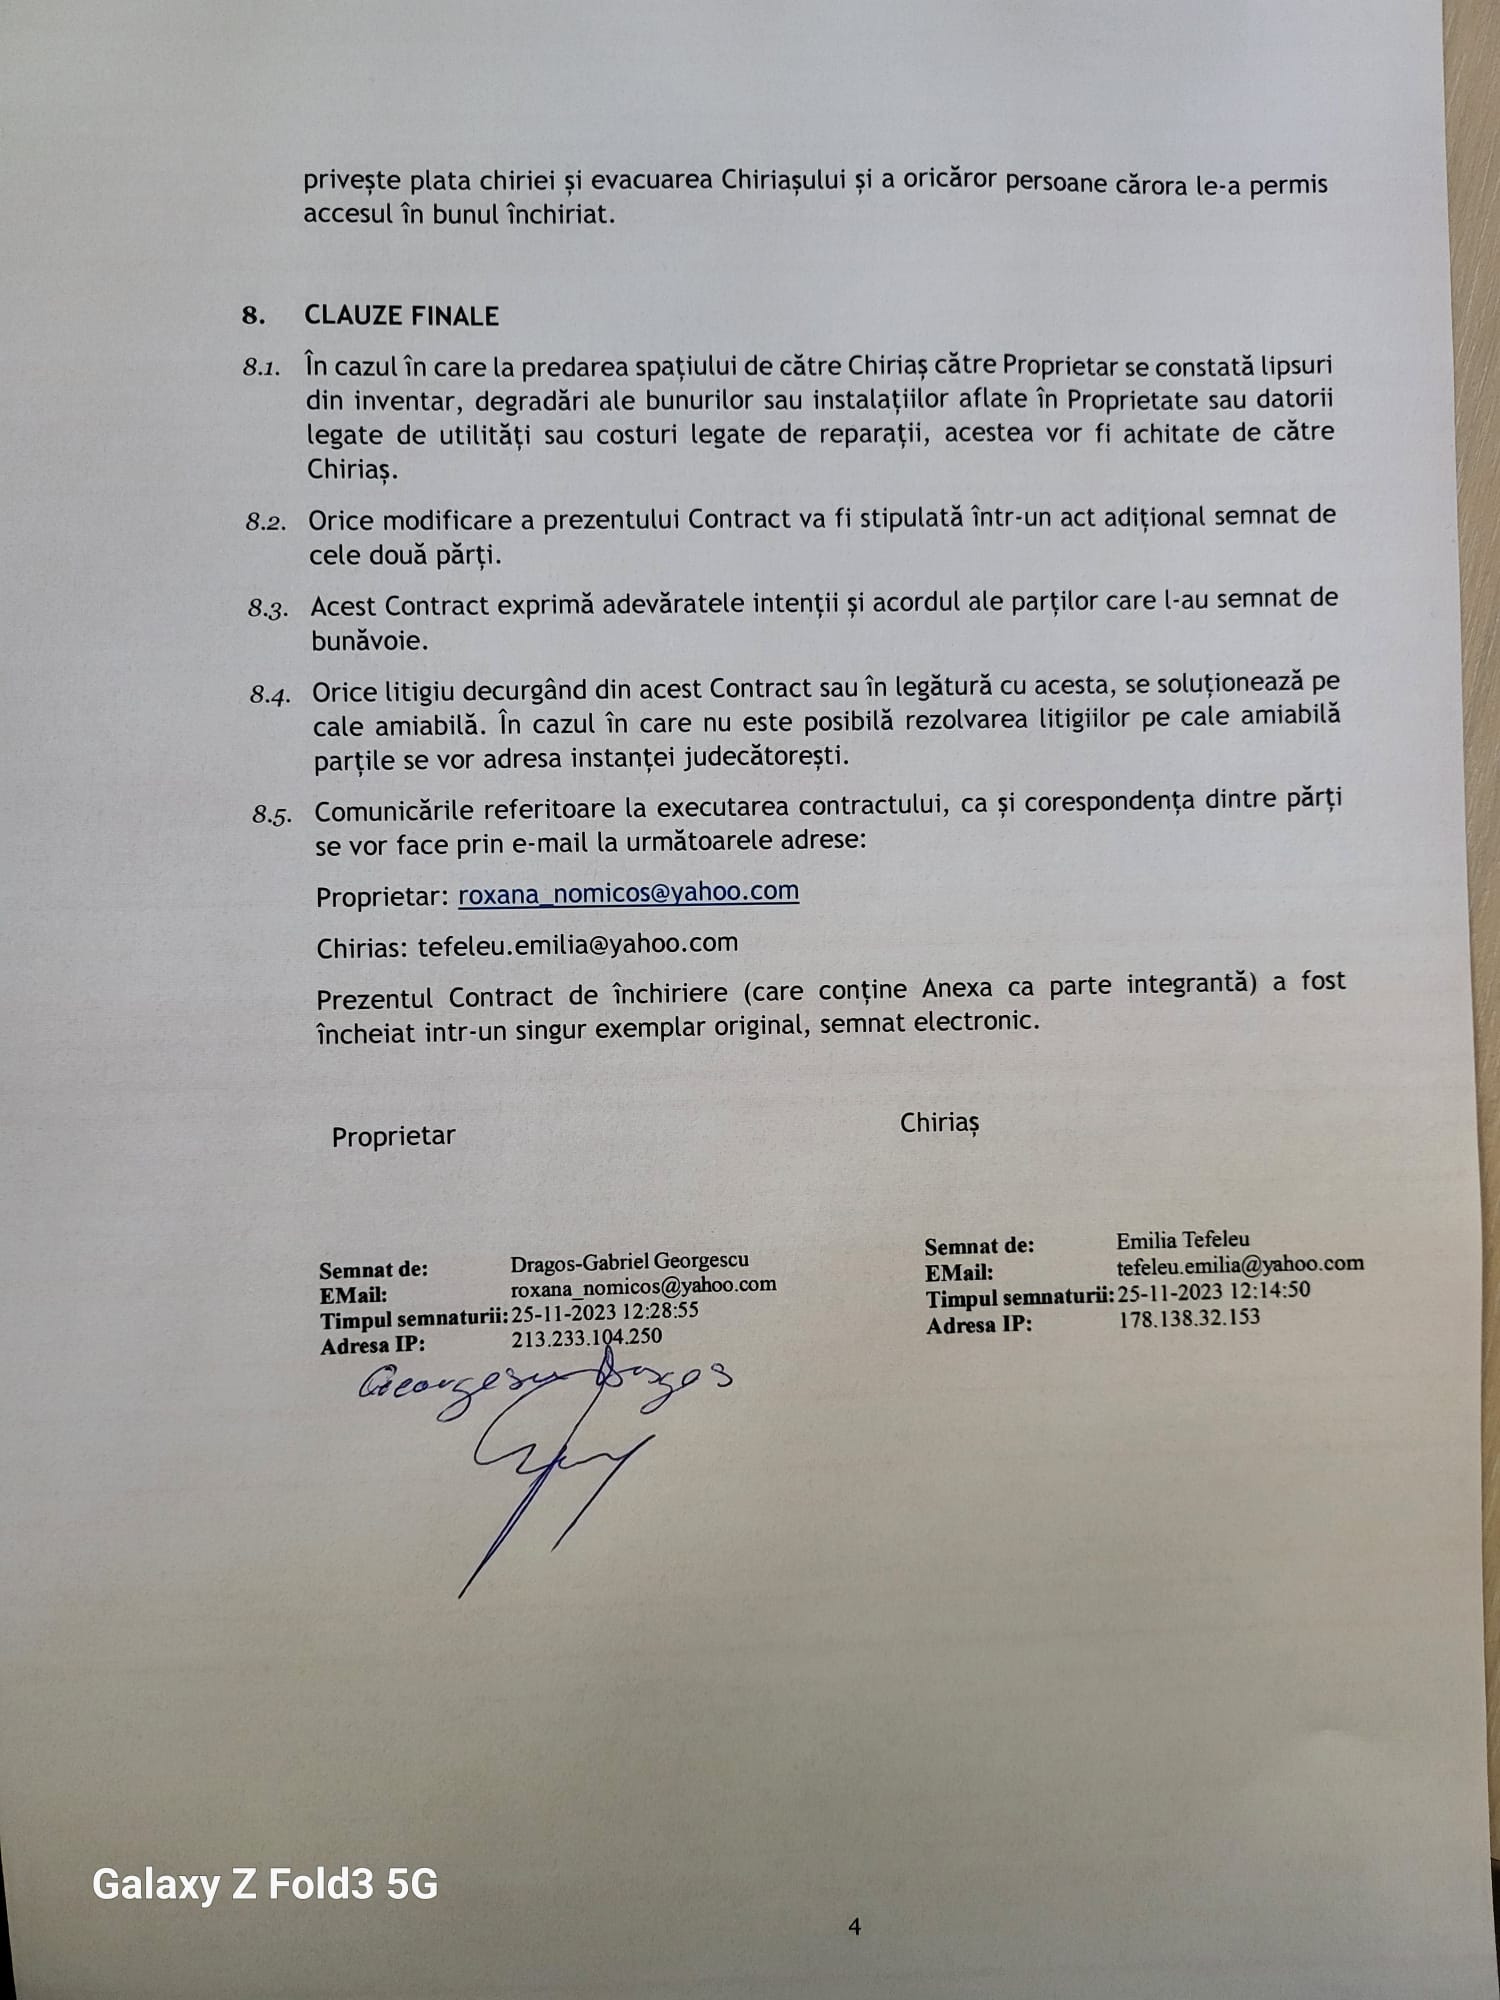 privește plata chiriei și evacuarea Chiriașului și a oricăror persoane cărora le-a permis
accesul în bunul închiriat.
8. CLAUZE FINALE
8.1. În cazul în care la predarea spațiului de către Chiriaș către Proprietar se constată lipsuri
din inventar, degradări ale bunurilor sau instalațiilor aflate în Proprietate sau datorii
legate de utilități sau costuri legate de reparații, acestea vor fi achitate de către
Chiriaș.
8.2. Orice modificare a prezentului Contract va fi stipulată într-un act adițional semnat de
cele două părți.
8.3. Acest Contract exprimă adevăratele intenții și acordul ale parților care l-au semnat de
bunăvoie.
8.4. Orice litigiu decurgând din acest Contract sau în legătură cu acesta, se soluționează pe
cale amiabilă. În cazul în care nu este posibilă rezolvarea litigiilor pe cale amiabilă
parțile se vor adresa instanței judecătorești.
8.5. Comunicările referitoare la executarea contractului, ca și corespondența dintre părți
se vor face prin e-mail la următoarele adrese:
Proprietar: roxana_nomicos@yahoo.com
Chirias: tefeleu.emilia@yahoo.com
Prezentul Contract de închiriere (care conține Anexa ca parte integrantă) a fost
încheiat intr-un singur exemplar original, semnat electronic.
Proprietar Chiriaș
Semnat de: Dragos-Gabriel Georgescu
EMail: roxana_nomicos@yahoo.com
Timpul semnaturii: 25-11-2023 12:28:55
Adresa IP: 213.233.104.250
Semnat de: Emilia Tefeleu
EMail: tefeleu.emilia@yahoo.com
Timpul semnaturii: 25-11-2023 12:14:50
Adresa IP: 178.138.32.153
Georgescu Dragos
Galaxy Z Fold3 5G
4